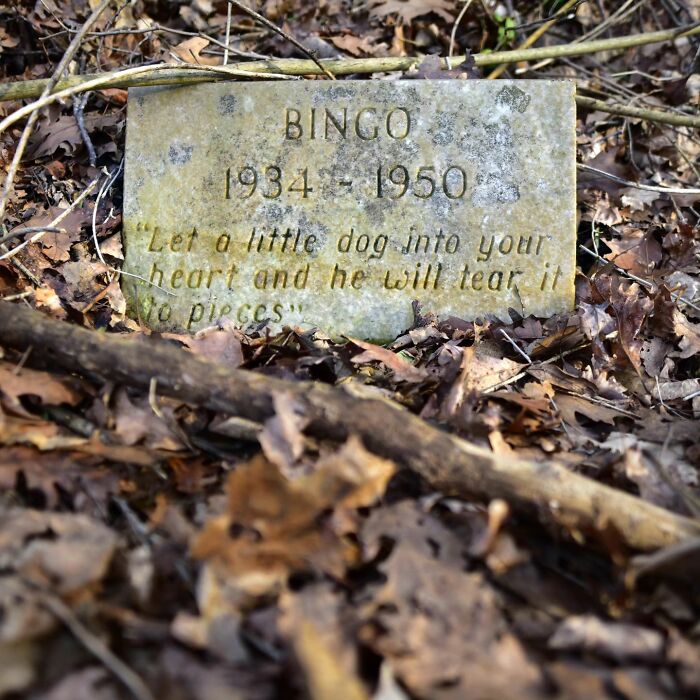 BINGO
1934 - 1950
"Let a little dog into your
heart and he will tear it
to pieces"